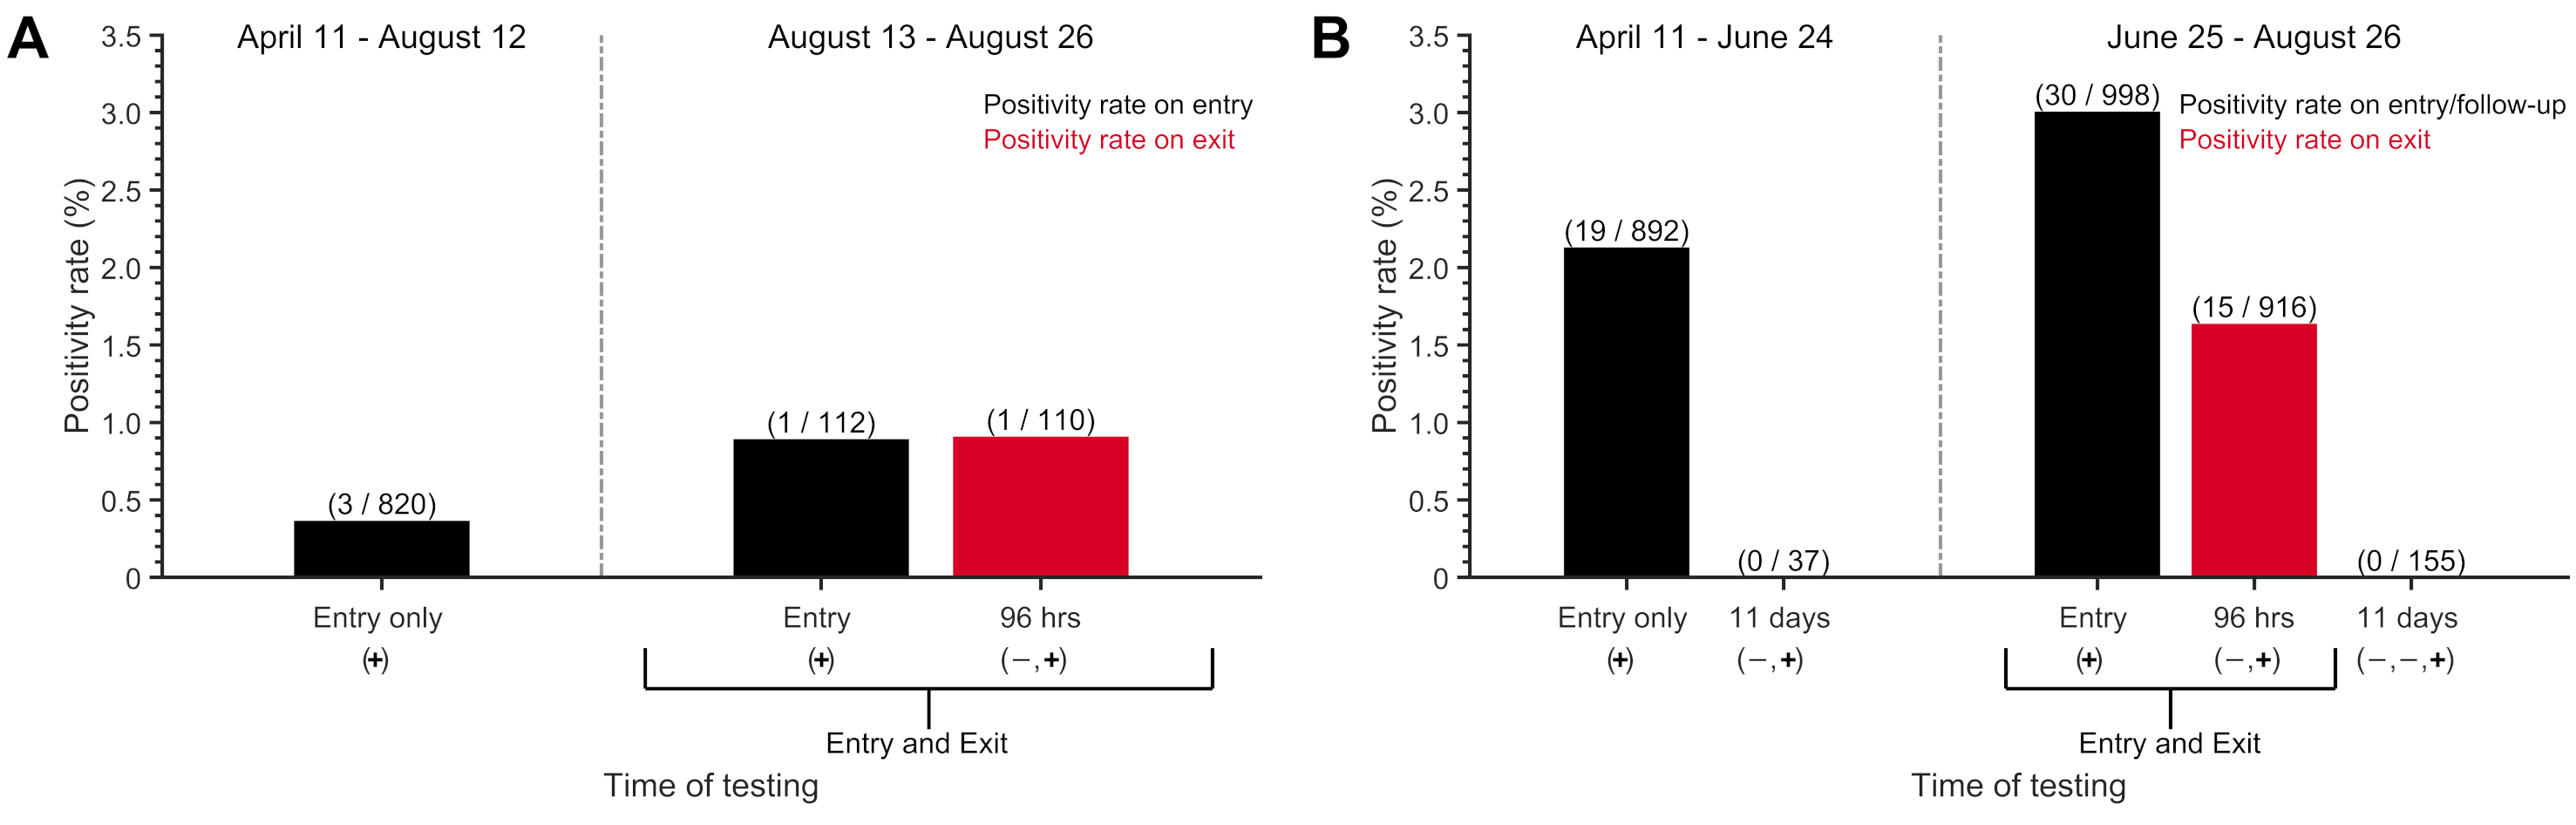 A
April 11 - August 12
August 13 - August 26
Positivity rate on entry
Positivity rate on exit
Positivity rate (%)
3.5
3.0
2.5
2.0
1.5
1.0
0.5
0
(3 / 820)
(1 / 112)
(1 / 110)
Entry only
(+)
Entry
(+)
96 hrs
(−,+)
Entry and Exit
Time of testing
B
April 11 - June 24
June 25 - August 26
Positivity rate on entry/follow-up
Positivity rate on exit
Positivity rate (%)
3.5
3.0
2.5
2.0
1.5
1.0
0.5
0
(19 / 892)
(0 / 37)
(30 / 998)
(15 / 916)
(0 / 155)
Entry only
(+)
11 days
(−,+)
Entry
(+)
96 hrs
(−,+)
11 days
(−,−,+)
Entry and Exit
Time of testing